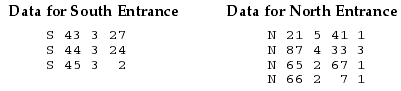 Data for South Entrance
S 43 3 27
S 44 3 24
S 45 3 2
Data for North Entrance
N 21 5 41 1
N 87 4 33 3
N 65 2 67 1
N 66 2 7 1